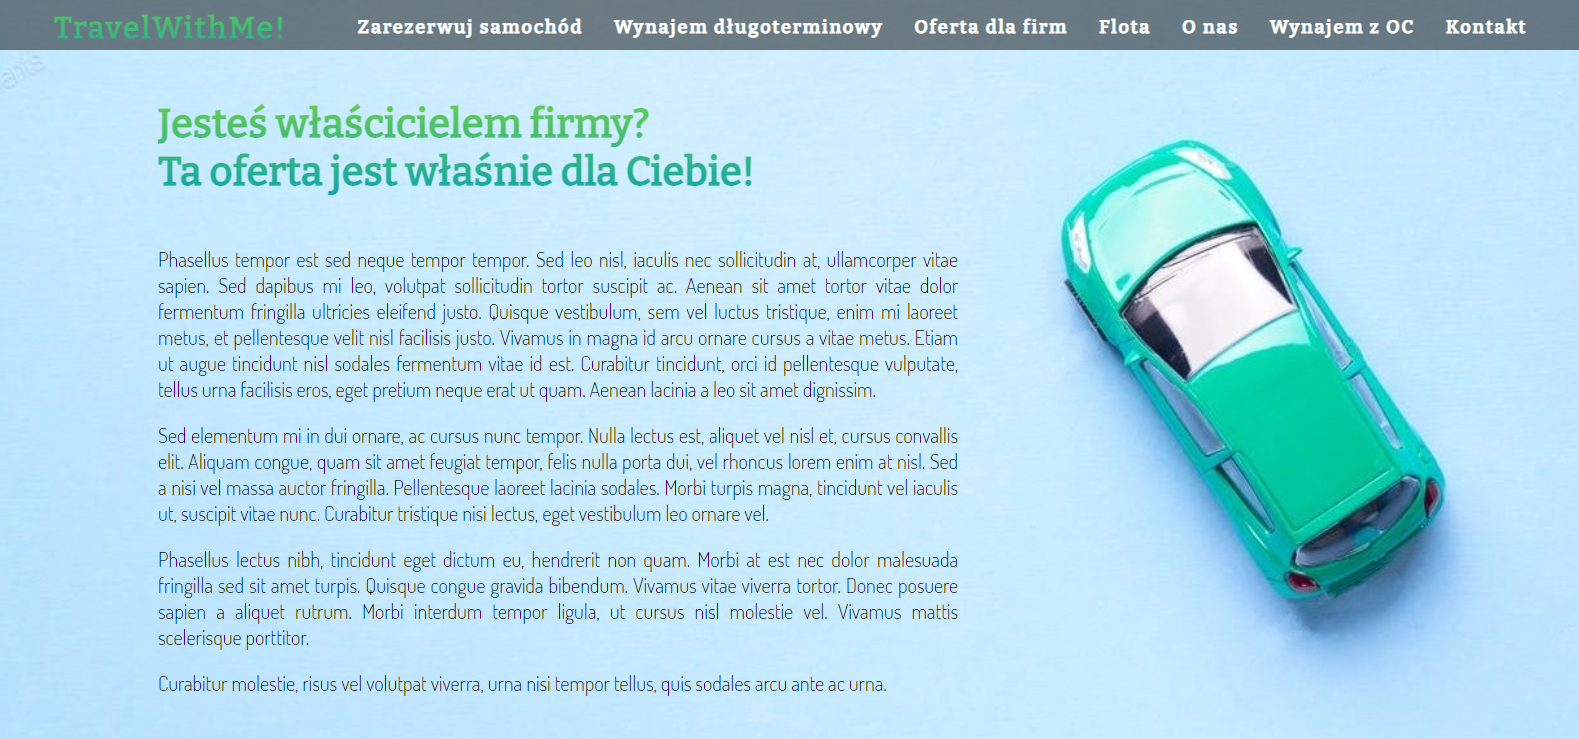 TravelWithMe!
Zarezerwuj samochód
Wynajem długoterminowy
Oferta dla firm
Flota
O nas
Wynajem z OC
Kontakt
Jesteś właścicielem firmy?
Ta oferta jest właśnie dla Ciebie!
Phasellus tempor est sed neque tempor tempor. Sed leo nisl, iaculis nec sollicitudin at, ullamcorper vitae
sapien. Sed dapibus mi leo, volutpat sollicitudin tortor suscipit ac. Aenean sit amet tortor vitae dolor
fermentum fringilla ultricies eleifend justo. Quisque vestibulum, sem vel luctus tristique, enim mi laoreet
metus, et pellentesque velit nisl facilisis justo. Vivamus in magna id arcu ornare cursus a vitae metus. Etiam
ut augue tincidunt nisl sodales fermentum vitae id est. Curabitur tincidunt, orci id pellentesque vulputate,
tellus urna facilisis eros, eget pretium neque erat ut quam. Aenean lacinia a leo sit amet dignissim.
Sed elementum mi in dui ornare, ac cursus nunc tempor. Nulla lectus est, aliquet vel nisl et, cursus convallis
elit. Aliquam congue, quam sit amet feugiat tempor, felis nulla porta dui, vel rhoncus lorem enim at nisl. Sed
a nisi vel massa auctor fringilla. Pellentesque laoreet lacinia sodales. Morbi turpis magna, tincidunt vel iaculis
ut, suscipit vitae nunc. Curabitur tristique nisi lectus, eget vestibulum leo ornare vel.
Phasellus lectus nibh, tincidunt eget dictum eu, hendrerit non quam. Morbi at est nec dolor malesuada
fringilla sed sit amet turpis. Quisque congue gravida bibendum. Vivamus vitae viverra tortor. Donec posuere
sapien a aliquet rutrum. Morbi interdum tempor ligula, ut cursus nisl molestie vel. Vivamus mattis
scelerisque porttitor.
Curabitur molestie, risus vel volutpat viverra, urna nisi tempor tellus, quis sodales arcu ante ac urna.